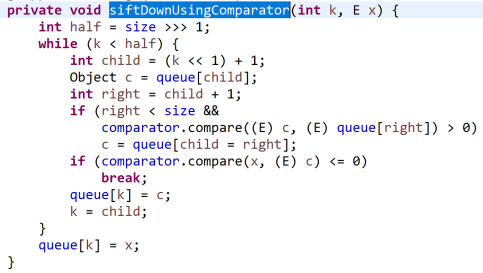 private void siftDownUsingComparator(int k, E x) {
    int half = size >>> 1;
    while (k < half) {
        int child = (k << 1) + 1;
        Object c = queue[child];
        int right = child + 1;
        if (right < size &&
            comparator.compare((E) c, (E) queue[right]) > 0)
            c = queue[child = right];
        if (comparator.compare(x, (E) c) <= 0)
            break;
        queue[k] = c;
        k = child;
    }
    queue[k] = x;
}